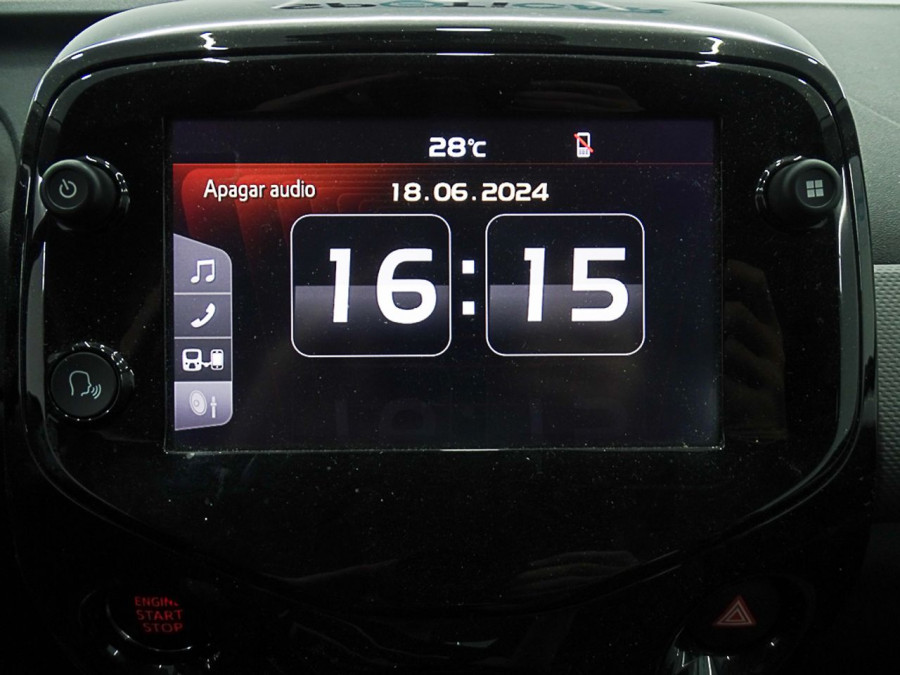 28°C
Apagar audio
18.06.2024
16:15
ENGINE
START
STOP